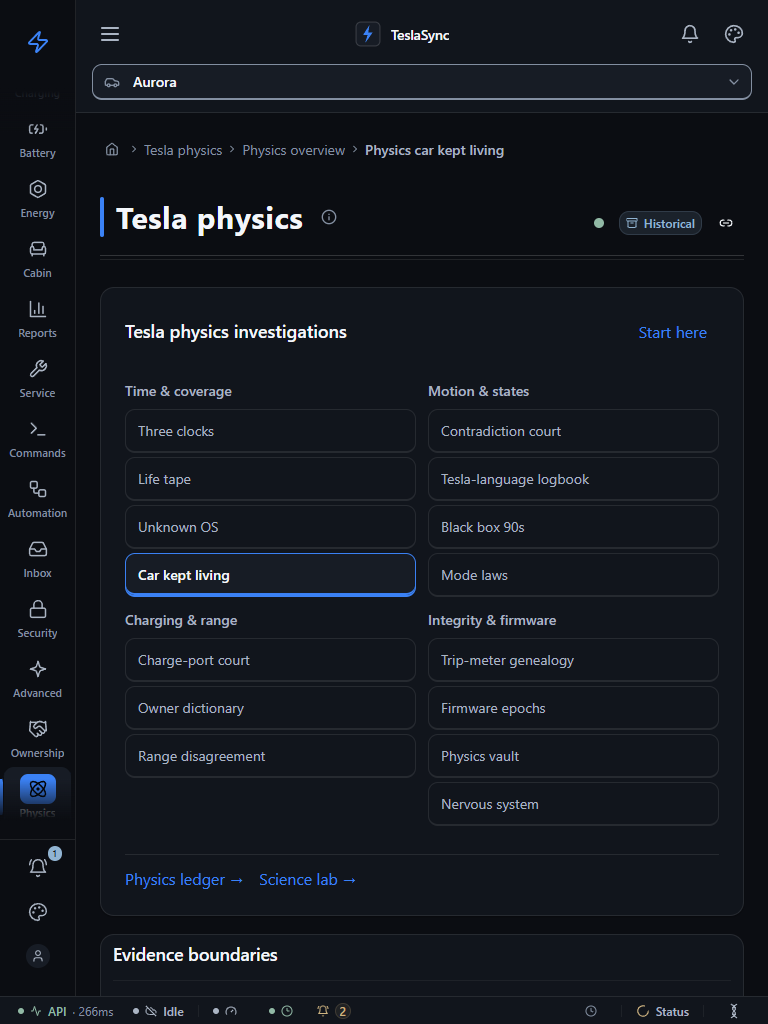 TeslaSync
Aurora
Charging
Battery
Energy
Cabin
Reports
Service
Commands
Automation
Inbox
Security
Advanced
Ownership
Physics
1
Tesla physics › Physics overview › Physics car kept living
Tesla physics
Historical
Tesla physics investigations
Start here
Time & coverage
Three clocks
Life tape
Unknown OS
Car kept living
Motion & states
Contradiction court
Tesla-language logbook
Black box 90s
Mode laws
Charging & range
Charge-port court
Owner dictionary
Range disagreement
Integrity & firmware
Trip-meter genealogy
Firmware epochs
Physics vault
Nervous system
Physics ledger → Science lab →
Evidence boundaries
API · 266ms Idle 2 Status